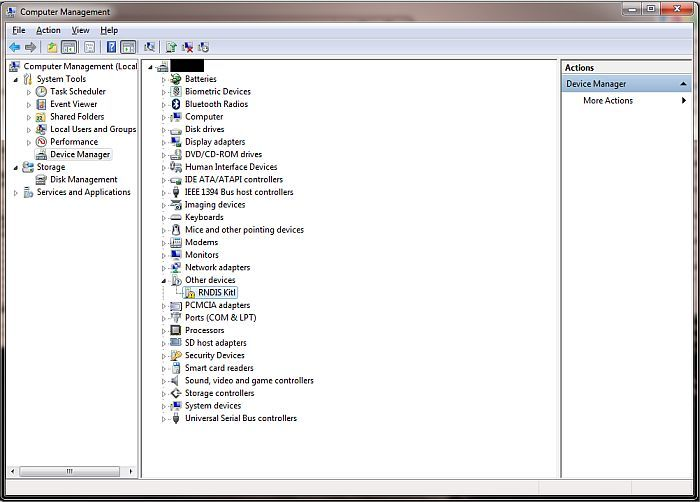 Computer Management
File Action View Help
Computer Management (Local
System Tools
Task Scheduler
Event Viewer
Shared Folders
Local Users and Groups
Performance
Device Manager
Storage
Disk Management
Services and Applications
Batteries
Biometric Devices
Bluetooth Radios
Computer
Disk drives
Display adapters
DVD/CD-ROM drives
Human Interface Devices
IDE ATA/ATAPI controllers
IEEE 1394 Bus host controllers
Imaging devices
Keyboards
Mice and other pointing devices
Modems
Monitors
Network adapters
Other devices
RNDIS Kitl
PCMCIA adapters
Ports (COM & LPT)
Processors
SD host adapters
Security Devices
Smart card readers
Sound, video and game controllers
Storage controllers
System devices
Universal Serial Bus controllers
Actions
Device Manager
More Actions